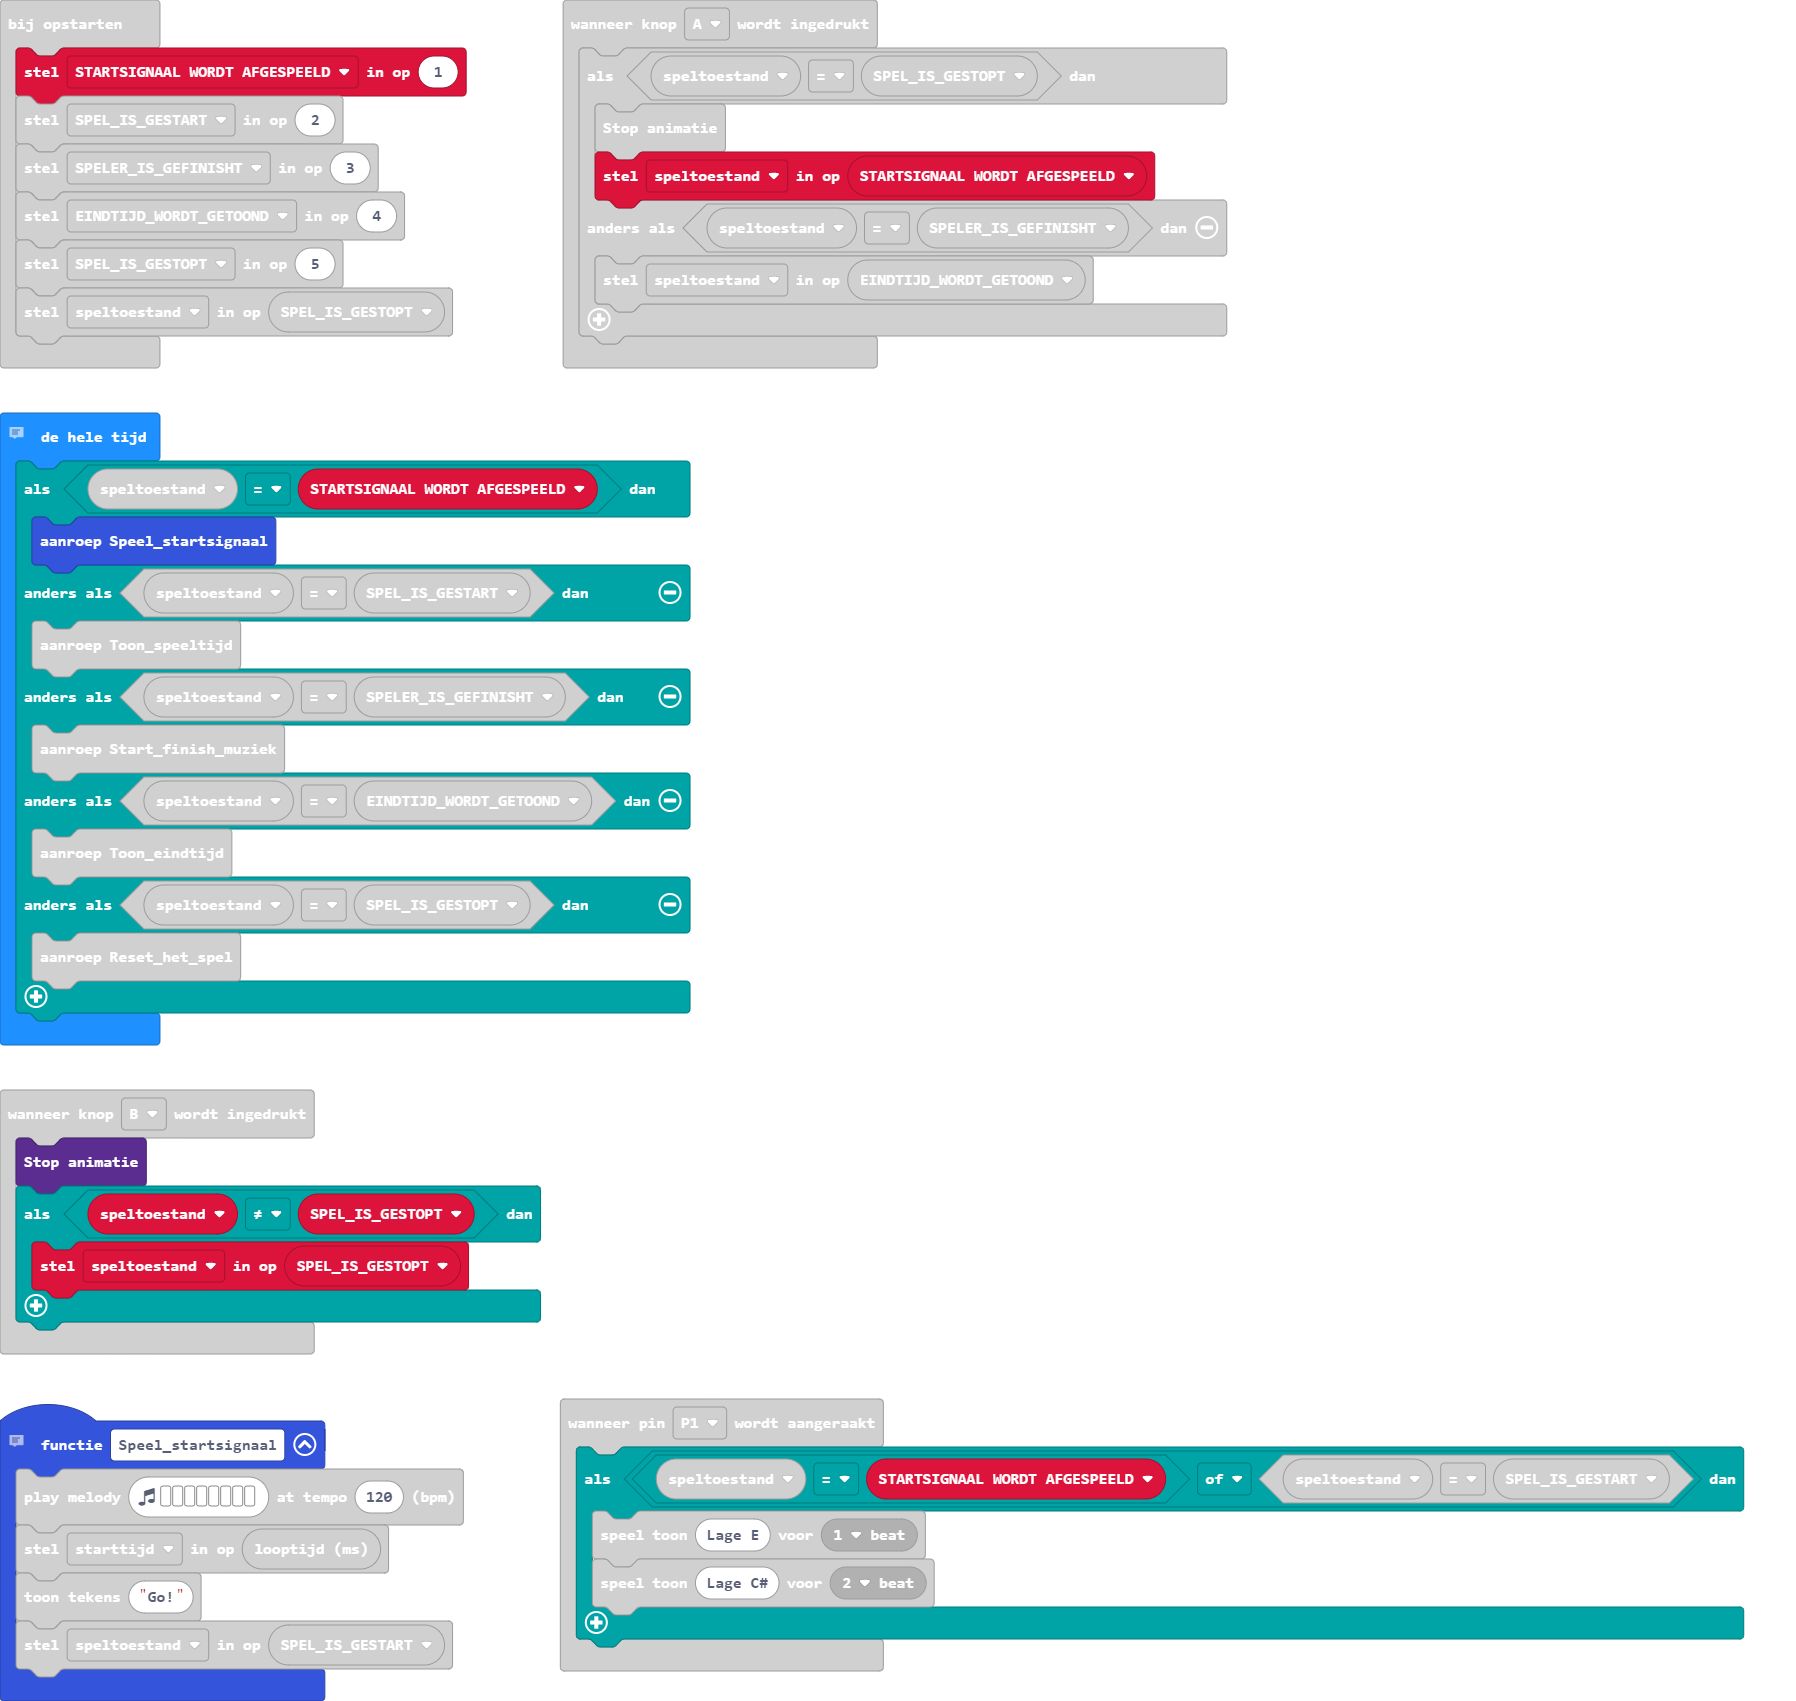 bij opstarten
stel STARTSIGNAAL WORDT AFGESPEELD in op 1
stel SPEL_IS_GESTART in op 2
stel SPELER_IS_GEFINISHT in op 3
stel EINDTIJD_WORDT_GETOOND in op 4
stel SPEL_IS_GESTOPT in op 5
stel speltoestand in op SPEL_IS_GESTOPT
wanneer knop A wordt ingedrukt
als speltoestand = SPEL_IS_GESTOPT dan
Stop animatie
stel speltoestand in op STARTSIGNAAL WORDT AFGESPEELD
anders als speltoestand = SPELER_IS_GEFINISHT dan
stel speltoestand in op EINDTIJD_WORDT_GETOOND
de hele tijd
als speltoestand = STARTSIGNAAL WORDT AFGESPEELD dan
aanroep Speel_startsignaal
anders als speltoestand = SPEL_IS_GESTART dan
aanroep Toon_speeltijd
anders als speltoestand = SPELER_IS_GEFINISHT dan
aanroep Start_finish_muziek
anders als speltoestand = EINDTIJD_WORDT_GETOOND dan
aanroep Toon_eindtijd
anders als speltoestand = SPEL_IS_GESTOPT dan
aanroep Reset_het_spel
wanneer knop B wordt ingedrukt
Stop animatie
als speltoestand ≠ SPEL_IS_GESTOPT dan
stel speltoestand in op SPEL_IS_GESTOPT
functie Speel_startsignaal
play melody at tempo 120 (bpm)
stel starttijd in op looptijd (ms)
toon tekens "Go!"
stel speltoestand in op SPEL_IS_GESTART
wanneer pin P1 wordt aangeraakt
als speltoestand = STARTSIGNAAL WORDT AFGESPEELD of speltoestand = SPEL_IS_GESTART dan
speel toon Lage E voor 1 beat
speel toon Lage C# voor 2 beat